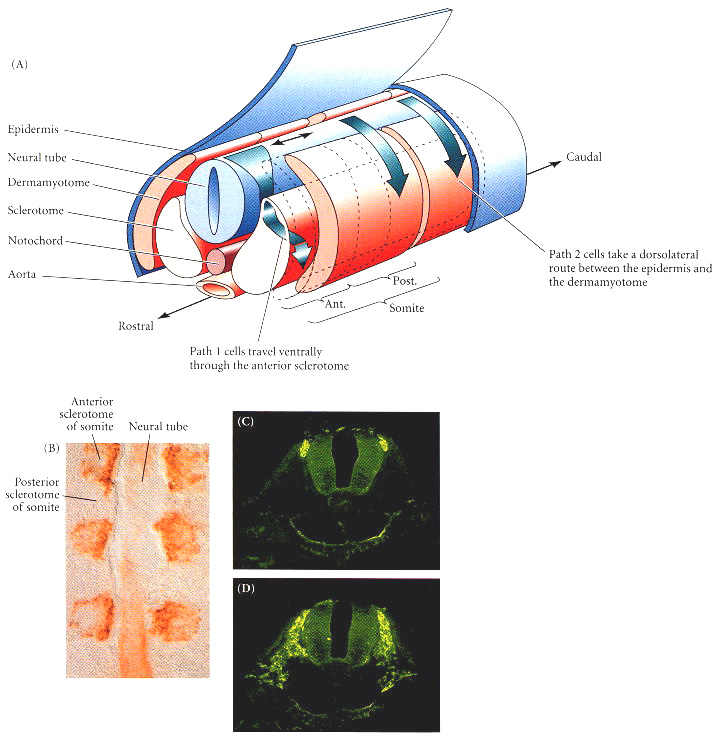 (A)
Epidermis
Neural tube
Dermamyotome
Sclerotome
Notochord
Aorta
Rostral
Caudal
Path 2 cells take a dorsolateral
route between the epidermis and
the dermamyotome
Post.
Ant.
Somite
Path 1 cells travel ventrally
through the anterior sclerotome
Anterior
sclerotome
of somite
Neural tube
(B)
Posterior
sclerotome
of somite
(C)
(D)